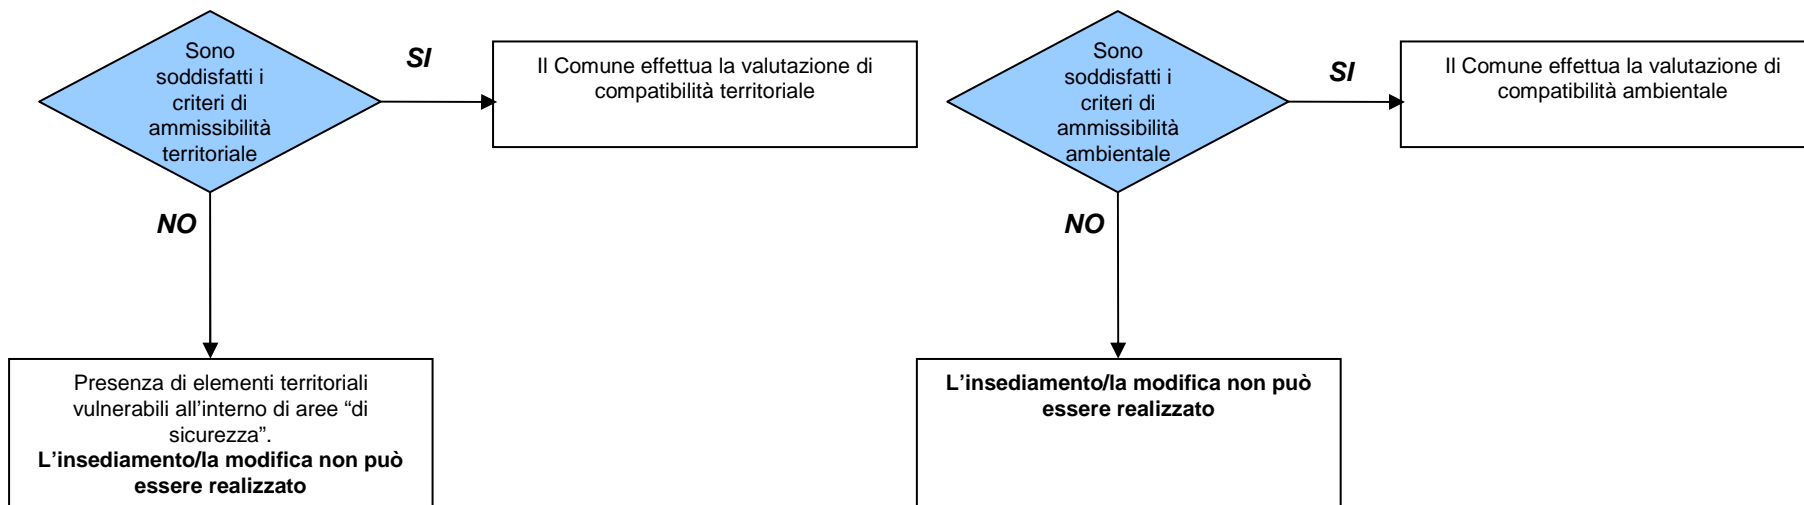 Sono
soddisfatti i
criteri di
ammissibilità
territoriale
SI
Il Comune effettua la valutazione di
compatibilità territoriale
NO
Presenza di elementi territoriali
vulnerabili all’interno di aree “di
sicurezza”.
L’insediamento/la modifica non può
essere realizzato
Sono
soddisfatti i
criteri di
ammissibilità
ambientale
SI
Il Comune effettua la valutazione di
compatibilità ambientale
NO
L’insediamento/la modifica non può
essere realizzato